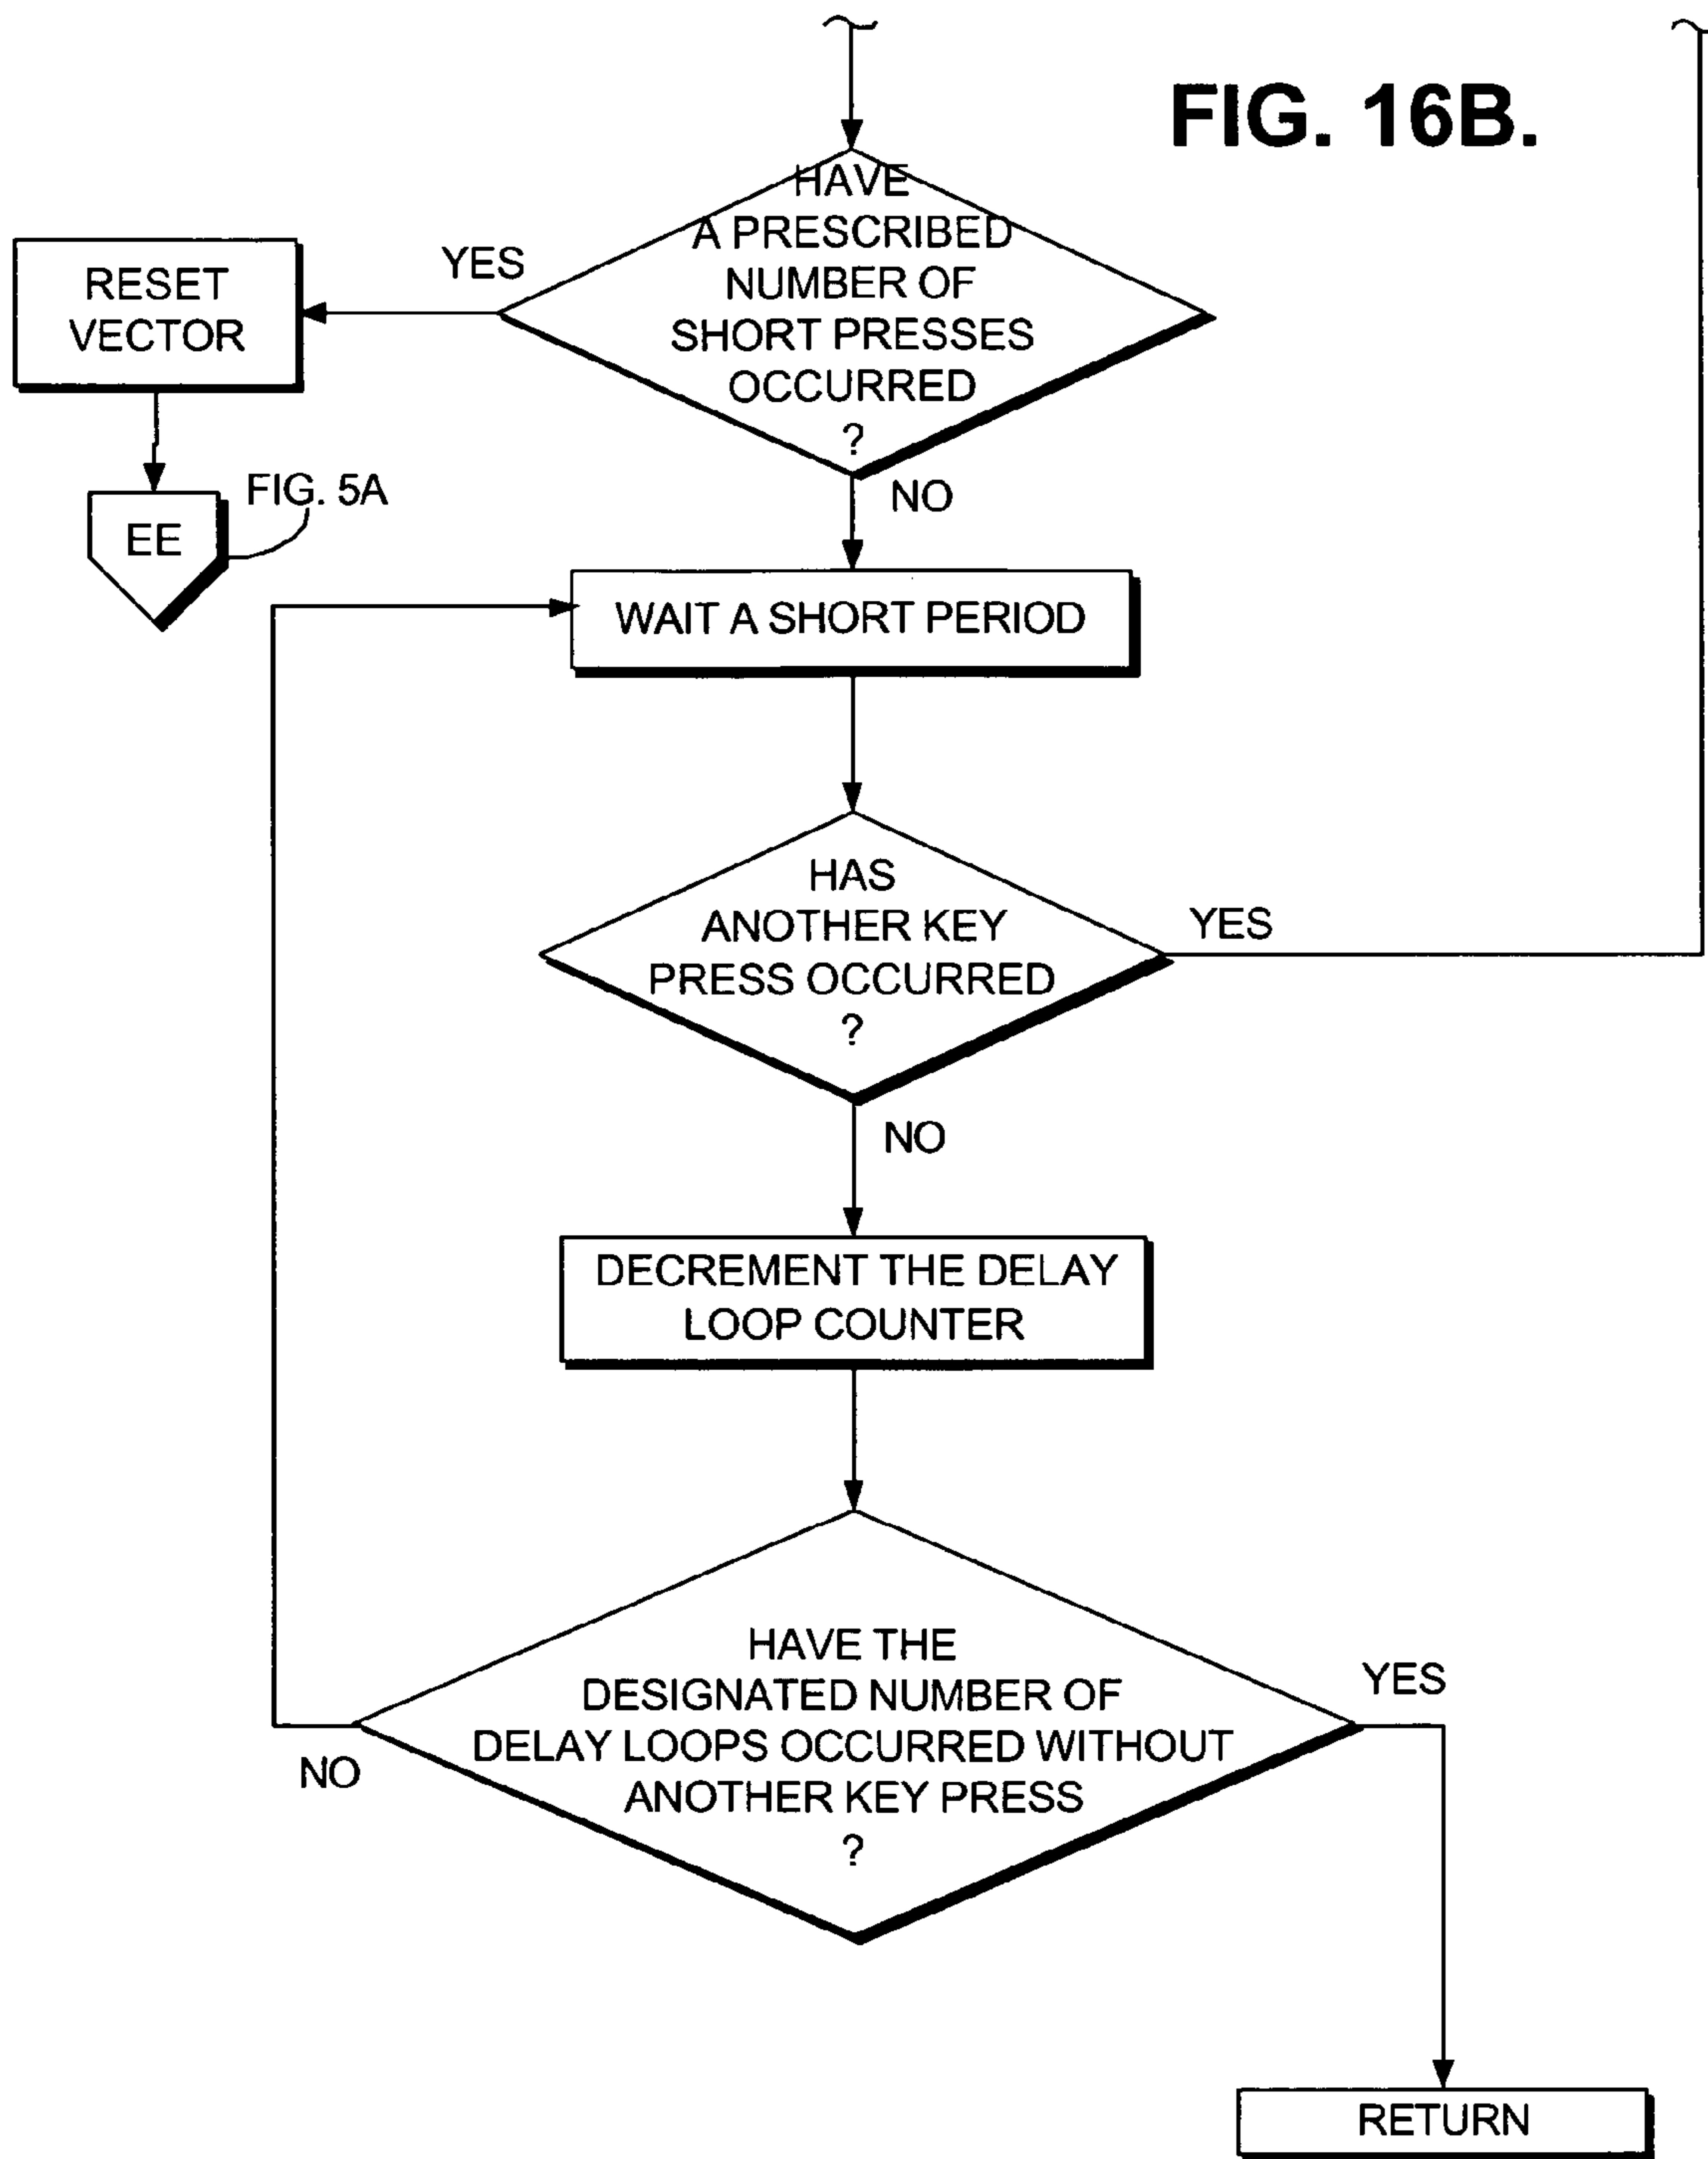 FIG. 16B.
HAVE
A PRESCRIBED
NUMBER OF
SHORT PRESSES
OCCURRED
?
YES
RESET
VECTOR
FIG. 5A
EE
NO
WAIT A SHORT PERIOD
HAS
ANOTHER KEY
PRESS OCCURRED
?
YES
NO
DECREMENT THE DELAY
LOOP COUNTER
HAVE THE
DESIGNATED NUMBER OF
DELAY LOOPS OCCURRED WITHOUT
ANOTHER KEY PRESS
?
YES
NO
RETURN